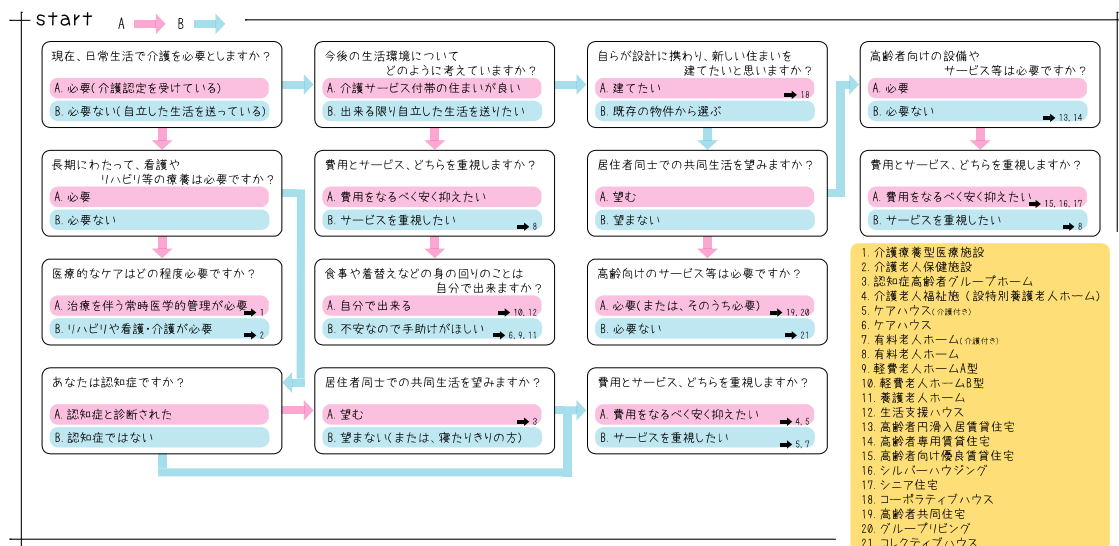 start A B
現在、日常生活で介護を必要としますか？
A. 必要(介護認定を受けている)
B. 必要ない(自立した生活を送っている)
今後の生活環境について
どのように考えていますか？
A. 介護サービス付帯の住まいが良い
B. 出来る限り自立した生活を送りたい
自らが設計に携わり、新しい住まいを
建てたいと思いますか？
A. 建てたい
➡18
B. 既存の物件から選ぶ
高齢者向けの設備や
サービス等は必要ですか？
A. 必要
B. 必要ない
➡13,14
長期にわたって、看護や
リハビリ等の療養は必要ですか？
A. 必要
B. 必要ない
費用とサービス、どちらを重視しますか？
A. 費用をなるべく安く抑えたい
B. サービスを重視したい
➡8
居住者同士での共同生活を望みますか？
A. 望む
B. 望まない
費用とサービス、どちらを重視しますか？
A. 費用をなるべく安く抑えたい
➡15,16,17
B. サービスを重視したい
➡8
医療的なケアはどの程度必要ですか？
A. 治療を伴う常時医学的管理が必要
➡1
B. リハビリや看護・介護が必要
➡2
食事や着替えなどの身の回りのことは
自分で出来ますか？
A. 自分で出来る
➡10,12
B. 不安なので手助けがほしい
➡6,9,11
高齢向けのサービス等は必要ですか？
A. 必要(または、そのうち必要)
➡19,20
B. 必要ない
➡21
あなたは認知症ですか？
A. 認知症と診断された
B. 認知症ではない
居住者同士での共同生活を望みますか？
A. 望む
➡3
B. 望まない(または、寝たりきりの方)
費用とサービス、どちらを重視しますか？
A. 費用をなるべく安く抑えたい
➡4,5
B. サービスを重視したい
➡5,7
1. 介護療養型医療施設
2. 介護老人保健施設
3. 認知症高齢者グループホーム
4. 介護老人福祉施（設特別養護老人ホーム）
5. ケアハウス(介護付き)
6. ケアハウス
7. 有料老人ホーム(介護付き)
8. 有料老人ホーム
9. 軽費老人ホームA型
10. 軽費老人ホームB型
11. 養護老人ホーム
12. 生活支援ハウス
13. 高齢者円滑入居賃貸住宅
14. 高齢者専用賃貸住宅
15. 高齢者向け優良賃貸住宅
16. シルバーハウジング
17. シニア住宅
18. コーポラティブハウス
19. 高齢者共同住宅
20. グループリビング
21. コレクティブハウス